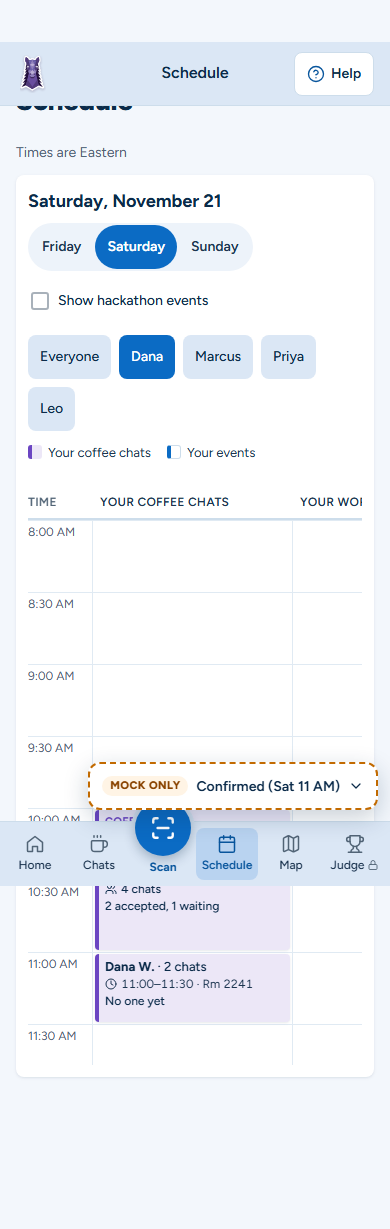 Schedule
Help
Schedule
Times are Eastern
Saturday, November 21
Friday
Saturday
Sunday
Show hackathon events
Everyone
Dana
Marcus
Priya
Leo
Your coffee chats
Your events
TIME
YOUR COFFEE CHATS
8:00 AM
8:30 AM
9:00 AM
9:30 AM
MOCK ONLY
Confirmed (Sat 11 AM)
10:00 AM
Home
Chats
Scan
Schedule
Map
Judge
10:30 AM
4 chats
2 accepted, 1 waiting
11:00 AM
Dana W. · 2 chats
11:00–11:30 · Rm 2241
No one yet
11:30 AM